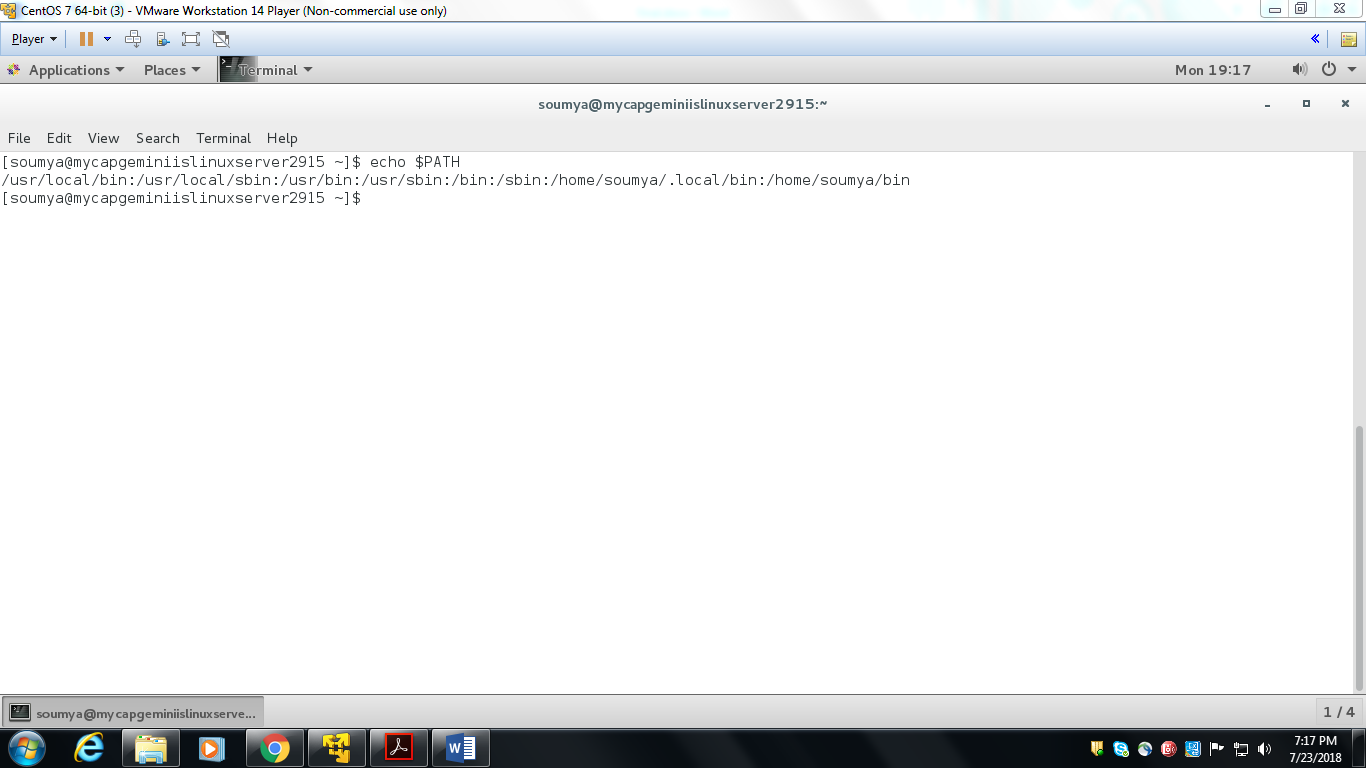 CentOS 7 64-bit (3) - VMware Workstation 14 Player (Non-commercial use only)
Player
Applications Places Terminal Mon 19:17
soumya@mycapgeminiislinuxserver2915:~
File Edit View Search Terminal Help
[soumya@mycapgeminiislinuxserver2915 ~]$ echo $PATH
/usr/local/bin:/usr/local/sbin:/usr/bin:/usr/sbin:/bin:/sbin:/home/soumya/.local/bin:/home/soumya/bin
[soumya@mycapgeminiislinuxserver2915 ~]$
soumya@mycapgeminiislinuxserve... 1 / 4
7:17 PM
7/23/2018